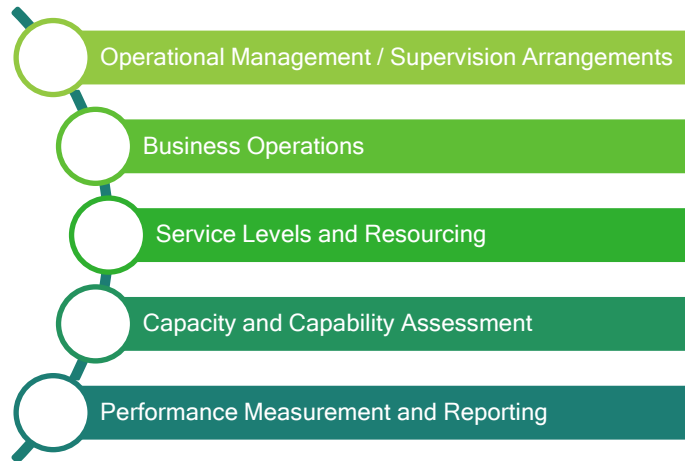 Operational Management / Supervision Arrangements
Business Operations
Service Levels and Resourcing
Capacity and Capability Assessment
Performance Measurement and Reporting